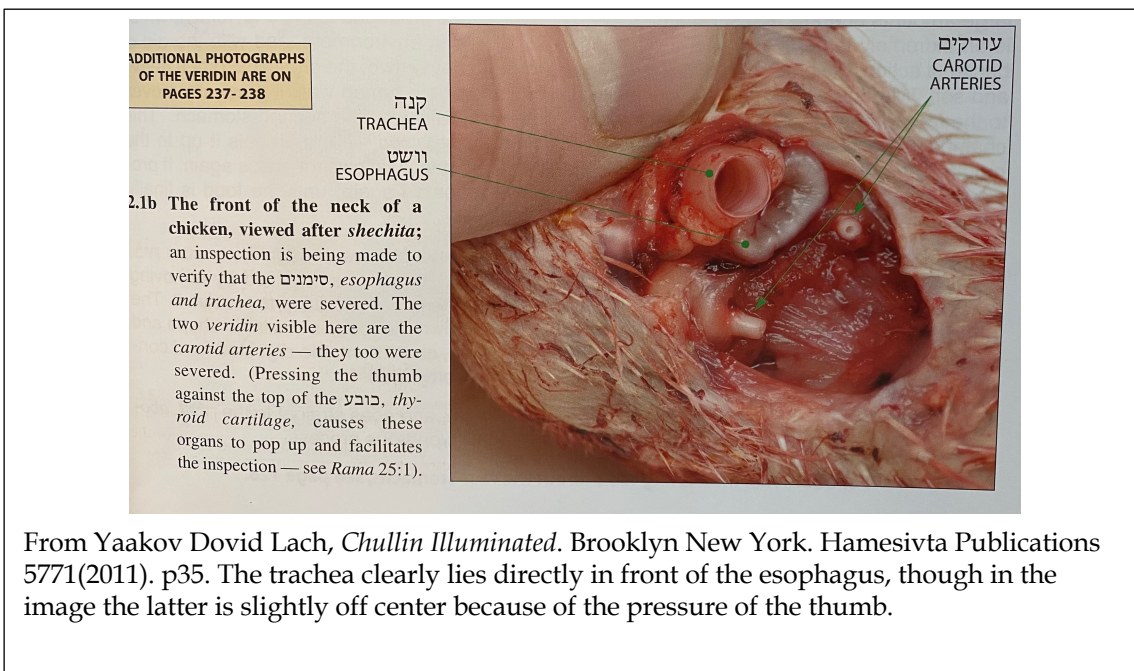 ADDITIONAL PHOTOGRAPHS
OF THE VERIDIN ARE ON
PAGES 237- 238
קנה
TRACHEA
וושט
ESOPHAGUS
עורקים
CAROTID
ARTERIES
2.1b The front of the neck of a
chicken, viewed after shechita;
an inspection is being made to
verify that the סימנים, esophagus
and trachea, were severed. The
two veridin visible here are the
carotid arteries — they too were
severed. (Pressing the thumb
against the top of the כובע, thy-
roid cartilage, causes these
organs to pop up and facilitates
the inspection — see Rama 25:1).
From Yaakov Dovid Lach, Chullin Illuminated. Brooklyn New York. Hamesivta Publications
5771(2011). p35. The trachea clearly lies directly in front of the esophagus, though in the
image the latter is slightly off center because of the pressure of the thumb.